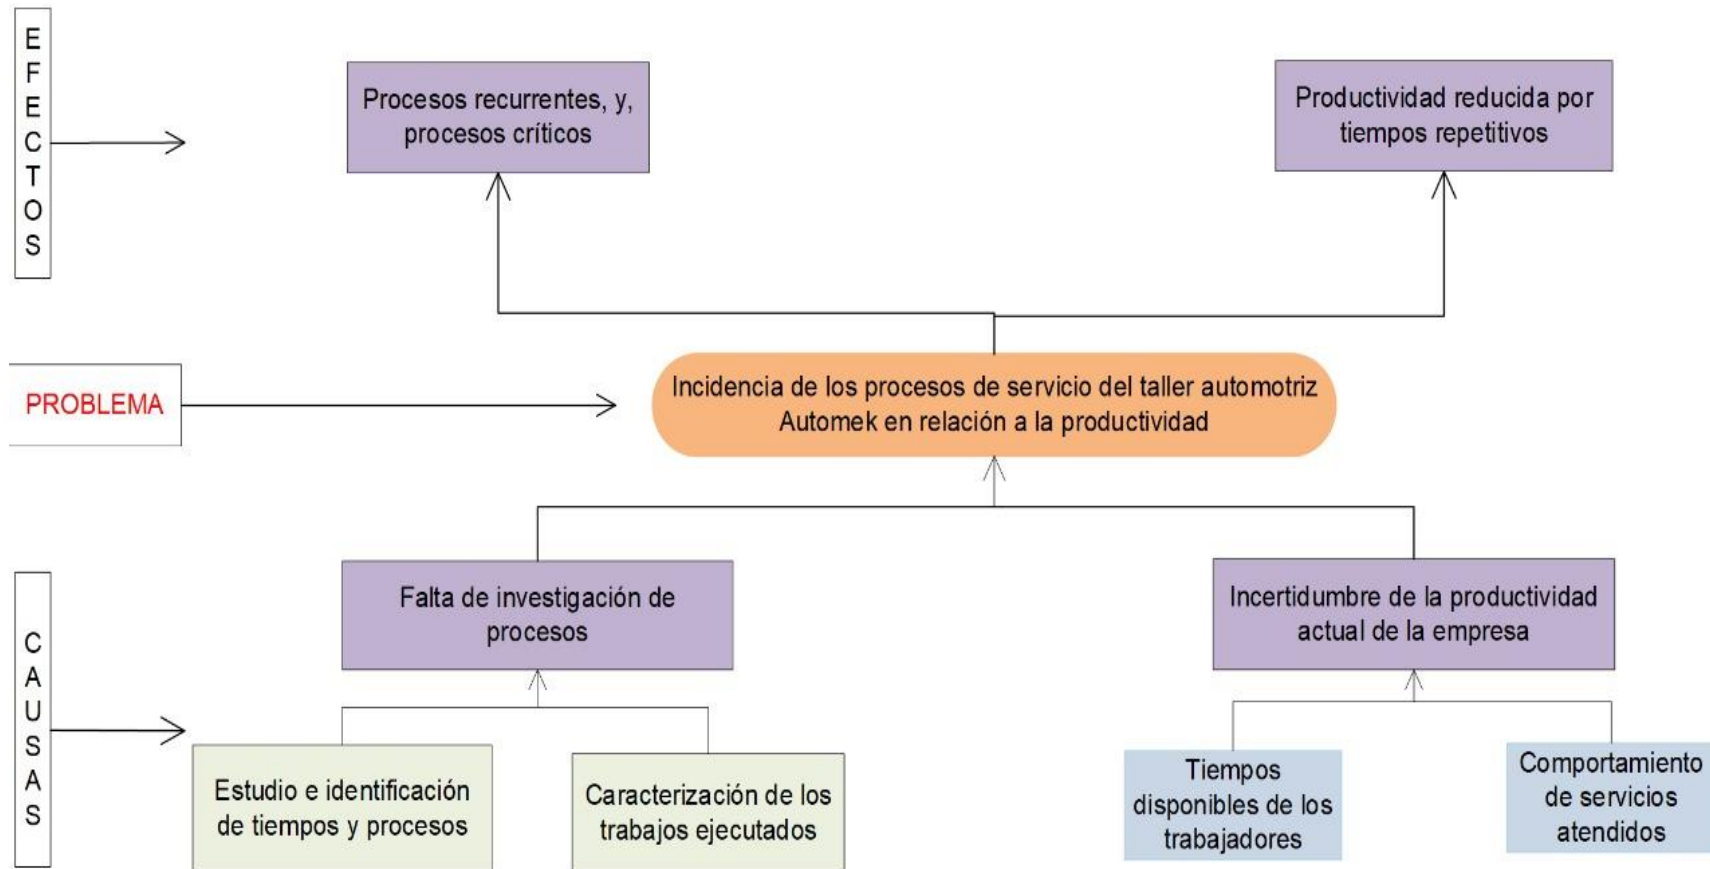 EFECTOS
Procesos recurrentes, y,
procesos críticos
Productividad reducida por
tiempos repetitivos
PROBLEMA
Incidencia de los procesos de servicio del taller automotriz
Automek en relación a la productividad
CAUSAS
Falta de investigación de
procesos
Incertidumbre de la productividad
actual de la empresa
Estudio e identificación
de tiempos y procesos
Caracterización de los
trabajos ejecutados
Tiempos
disponibles de los
trabajadores
Comportamiento
de servicios
atendidos